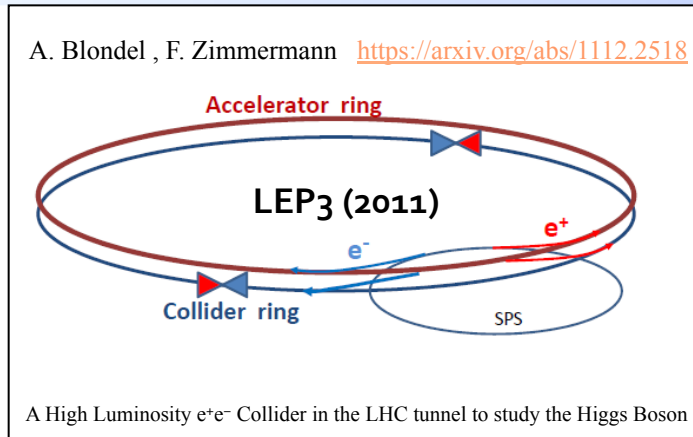 A. Blondel , F. Zimmermann https://arxiv.org/abs/1112.2518
Accelerator ring
LEP3 (2011)
e⁺
e⁻
Collider ring
SPS
A High Luminosity e⁺e⁻ Collider in the LHC tunnel to study the Higgs Boson